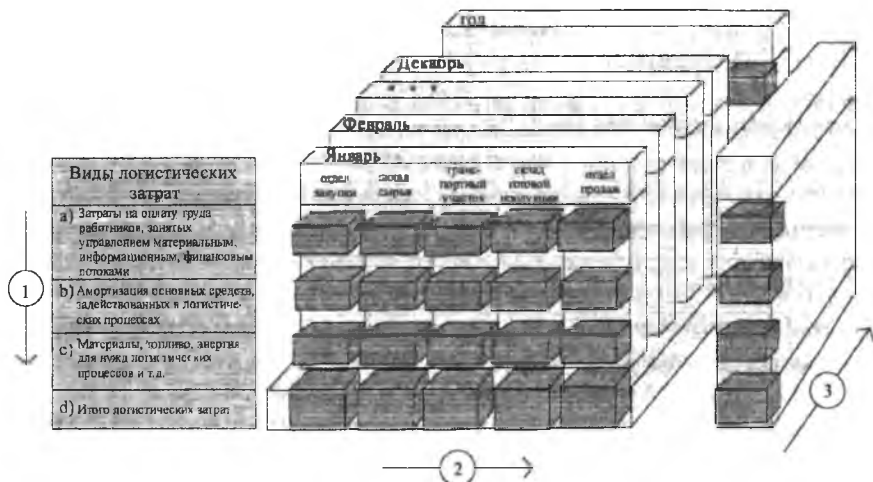 год
Декабрь
. . .
Февраль
Январь
отдел
закупки
склад
сырья
транс-
портный
участок
склад
готовой
продукции
отдел
продаж
Виды логистических
затрат
a) Затраты на оплату труда
работников, занятых
управлением материальным,
информационным, финансовым
потоками
b) Амортизация основных средств,
задействованных в логистиче-
ских процессах
c) Материалы, топливо, энергия
для нужд логистических
процессов и т.д.
d) Итого логистических затрат
1
2
3